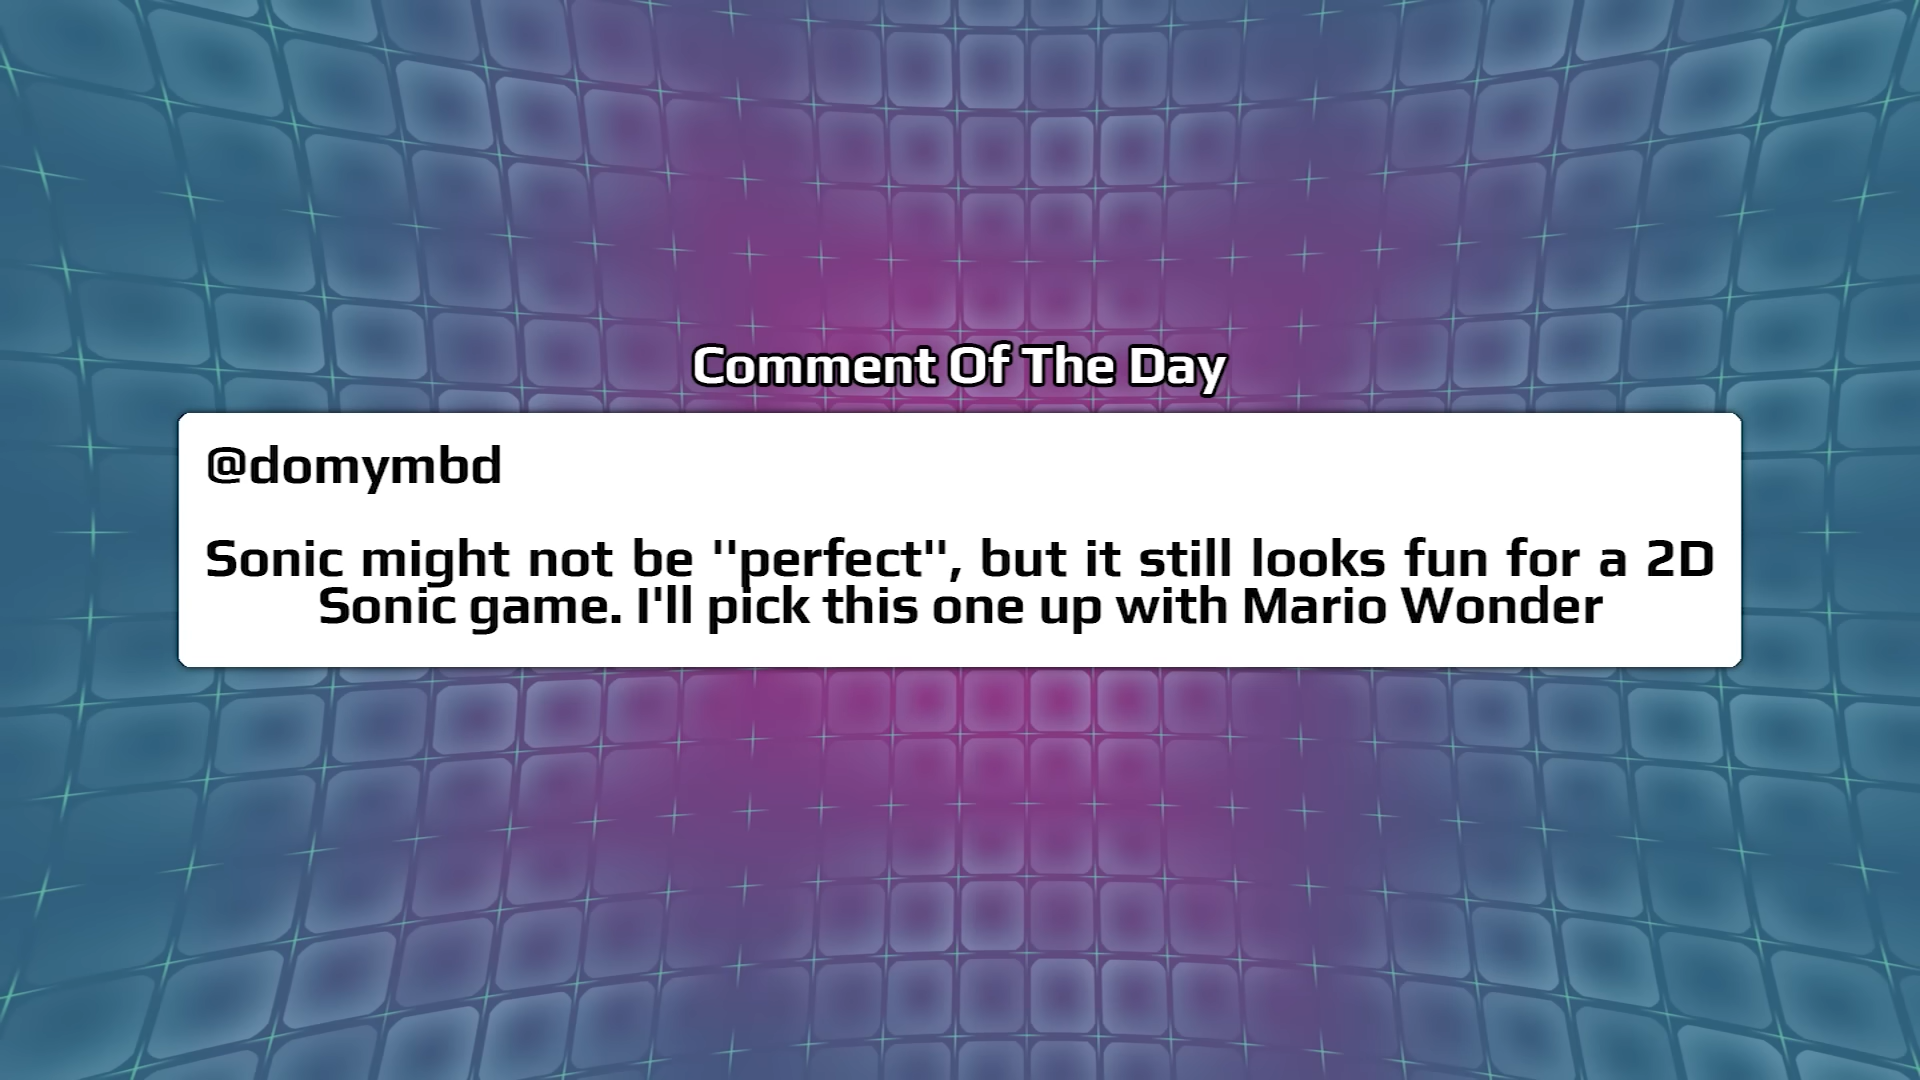 Comment Of The Day
@domymbd
Sonic might not be "perfect", but it still looks fun for a 2D
Sonic game. I'll pick this one up with Mario Wonder